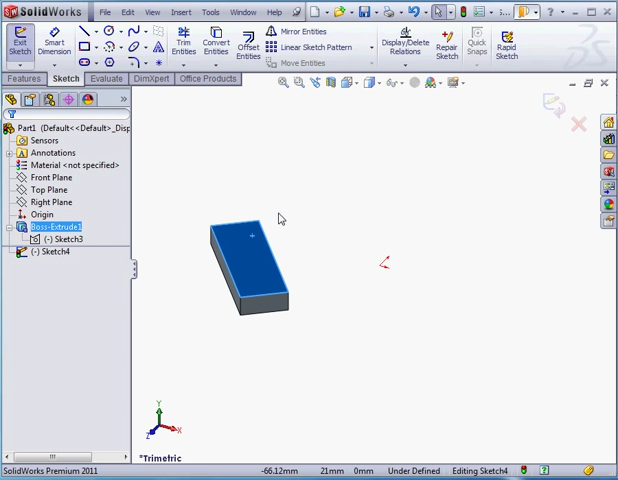 SolidWorks File Edit View Insert Tools Window Help
Exit Sketch Smart Dimension Trim Entities Convert Entities Offset Entities Mirror Entities Linear Sketch Pattern Move Entities Display/Delete Relations Repair Sketch Quick Snaps Rapid Sketch
Features Sketch Evaluate DimXpert Office Products
Part1 (Default<<Default>_Disp
Sensors
Annotations
Material <not specified>
Front Plane
Top Plane
Right Plane
Origin
Boss-Extrude1
(-) Sketch3
(-) Sketch4
Y
X
Z
*Trimetric
SolidWorks Premium 2011 -66.12mm 21mm 0mm Under Defined Editing Sketch4